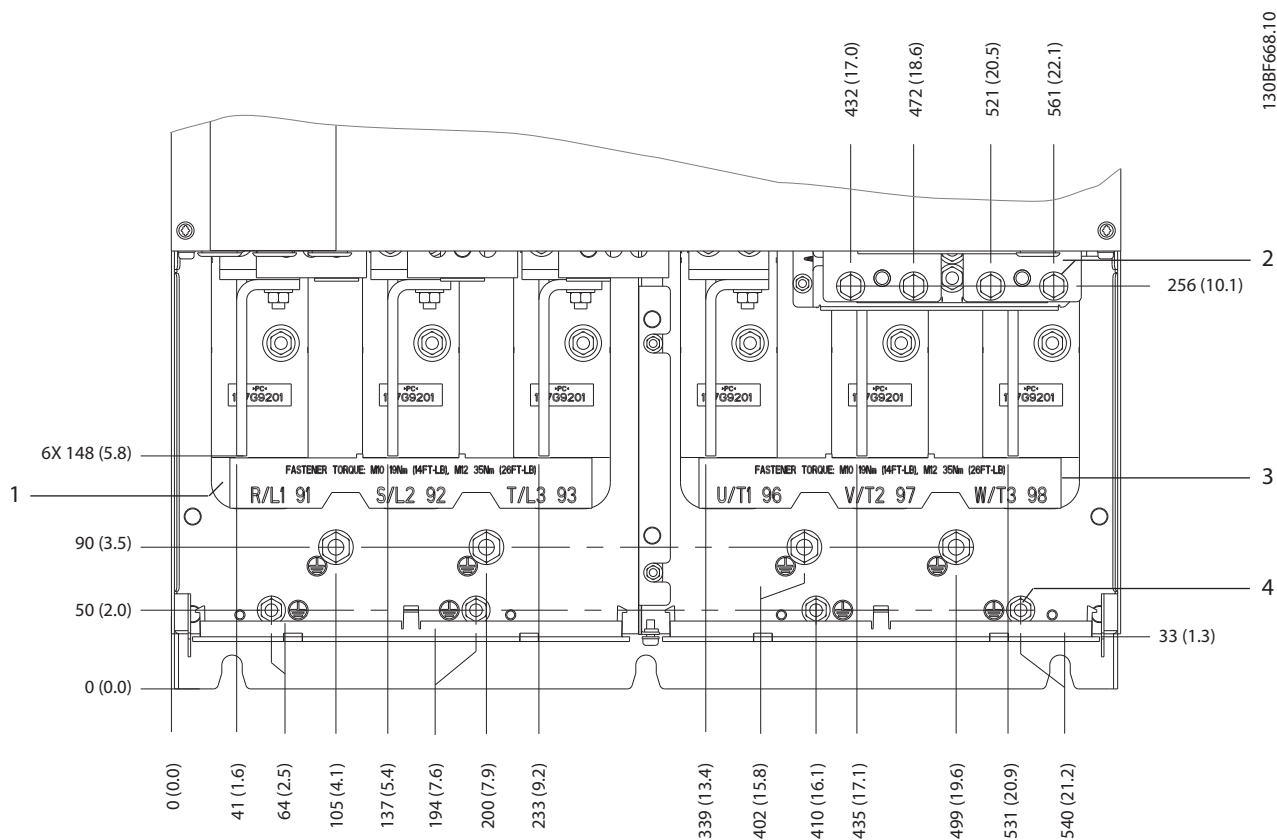 130BF668.10
432 (17.0)
472 (18.6)
521 (20.5)
561 (22.1)
2
256 (10.1)
>PC<
>PC<
>PC<
>PC<
>PC<
>PC<
6X 148 (5.8)
FASTENER TORQUE: M10 19Nm (14FT-LB), M12 35Nm (26FT-LB)
FASTENER TORQUE: M10 19Nm (14FT-LB), M12 35Nm (26FT-LB)
1
R/L1 91
S/L2 92
T/L3 93
U/T1 96
V/T2 97
W/T3 98
3
90 (3.5)
50 (2.0)
4
33 (1.3)
0 (0.0)
0 (0.0)
41 (1.6)
64 (2.5)
105 (4.1)
137 (5.4)
194 (7.6)
200 (7.9)
233 (9.2)
339 (13.4)
402 (15.8)
410 (16.1)
435 (17.1)
499 (19.6)
531 (20.9)
540 (21.2)